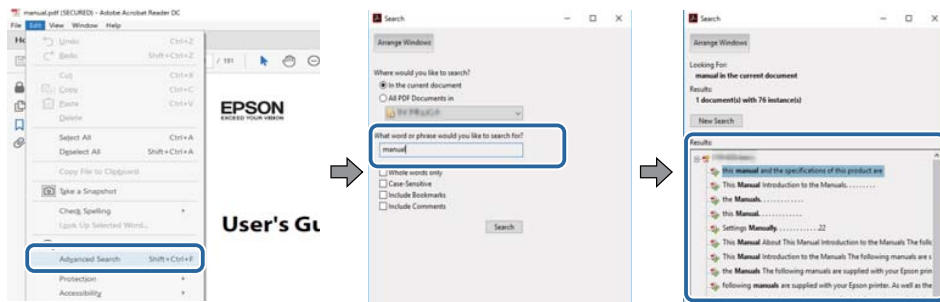 manual.pdf (SECURED) - Adobe Acrobat Reader DC
File Edit View Window Help
Undo Ctrl+Z
Redo Shift+Ctrl+Z
Cut Ctrl+X
Copy Ctrl+C
Paste Ctrl+V
Delete
Select All Ctrl+A
Deselect All Shift+Ctrl+A
Copy File to Clipboard
Take a Snapshot
Check Spelling
Look Up Selected Word...
Advanced Search Shift+Ctrl+F
Protection
Accessibility
/ 191
EPSON
EXCEED YOUR VISION
User's Gu
Search
Arrange Windows
Where would you like to search?
In the current document
All PDF Documents in
What word or phrase would you like to search for?
manual
Whole words only
Case-Sensitive
Include Bookmarks
Include Comments
Search
Search
Arrange Windows
Looking For:
manual in the current document
Results:
1 document(s) with 76 instance(s)
New Search
Results:
this manual and the specifications of this product are
This Manual Introduction to the Manuals. . . . . . . . .
the Manuals. . . . . . . . . . . . .
this Manual. . . . . . . . . . . . .
Settings Manually. . . . . . . . . . . . 22
This Manual About This Manual Introduction to the Manuals The follo
This Manual Introduction to the Manuals The following manuals are s
the Manuals The following manuals are supplied with your Epson prin
following manuals are supplied with your Epson printer. As well as the